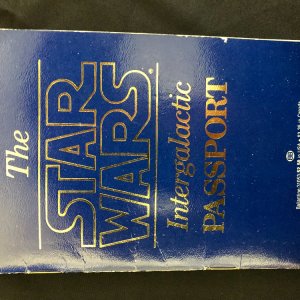 The
STAR
WARS
Intergalactic
PASSPORT